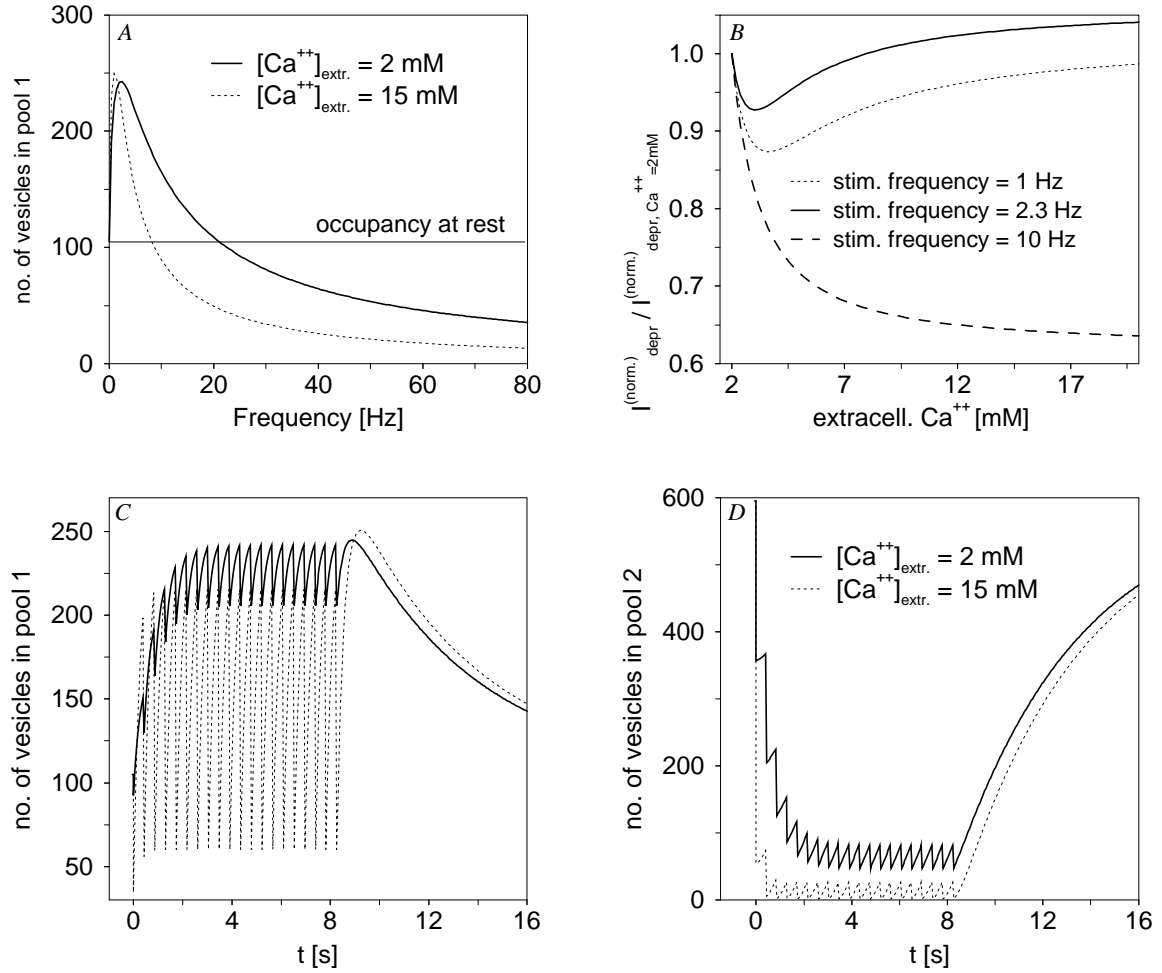 A
[Ca++]extr. = 2 mM
[Ca++]extr. = 15 mM
occupancy at rest
no. of vesicles in pool 1
300
200
100
0
0 20 40 60 80
Frequency [Hz]
B
stim. frequency = 1 Hz
stim. frequency = 2.3 Hz
stim. frequency = 10 Hz
I(norm.)depr / I(norm.)depr, Ca++=2mM
1.0
0.9
0.8
0.7
0.6
2 7 12 17
extracell. Ca++ [mM]
C
no. of vesicles in pool 1
250
200
150
100
50
0 4 8 12 16
t [s]
D
[Ca++]extr. = 2 mM
[Ca++]extr. = 15 mM
no. of vesicles in pool 2
600
400
200
0
0 4 8 12 16
t [s]